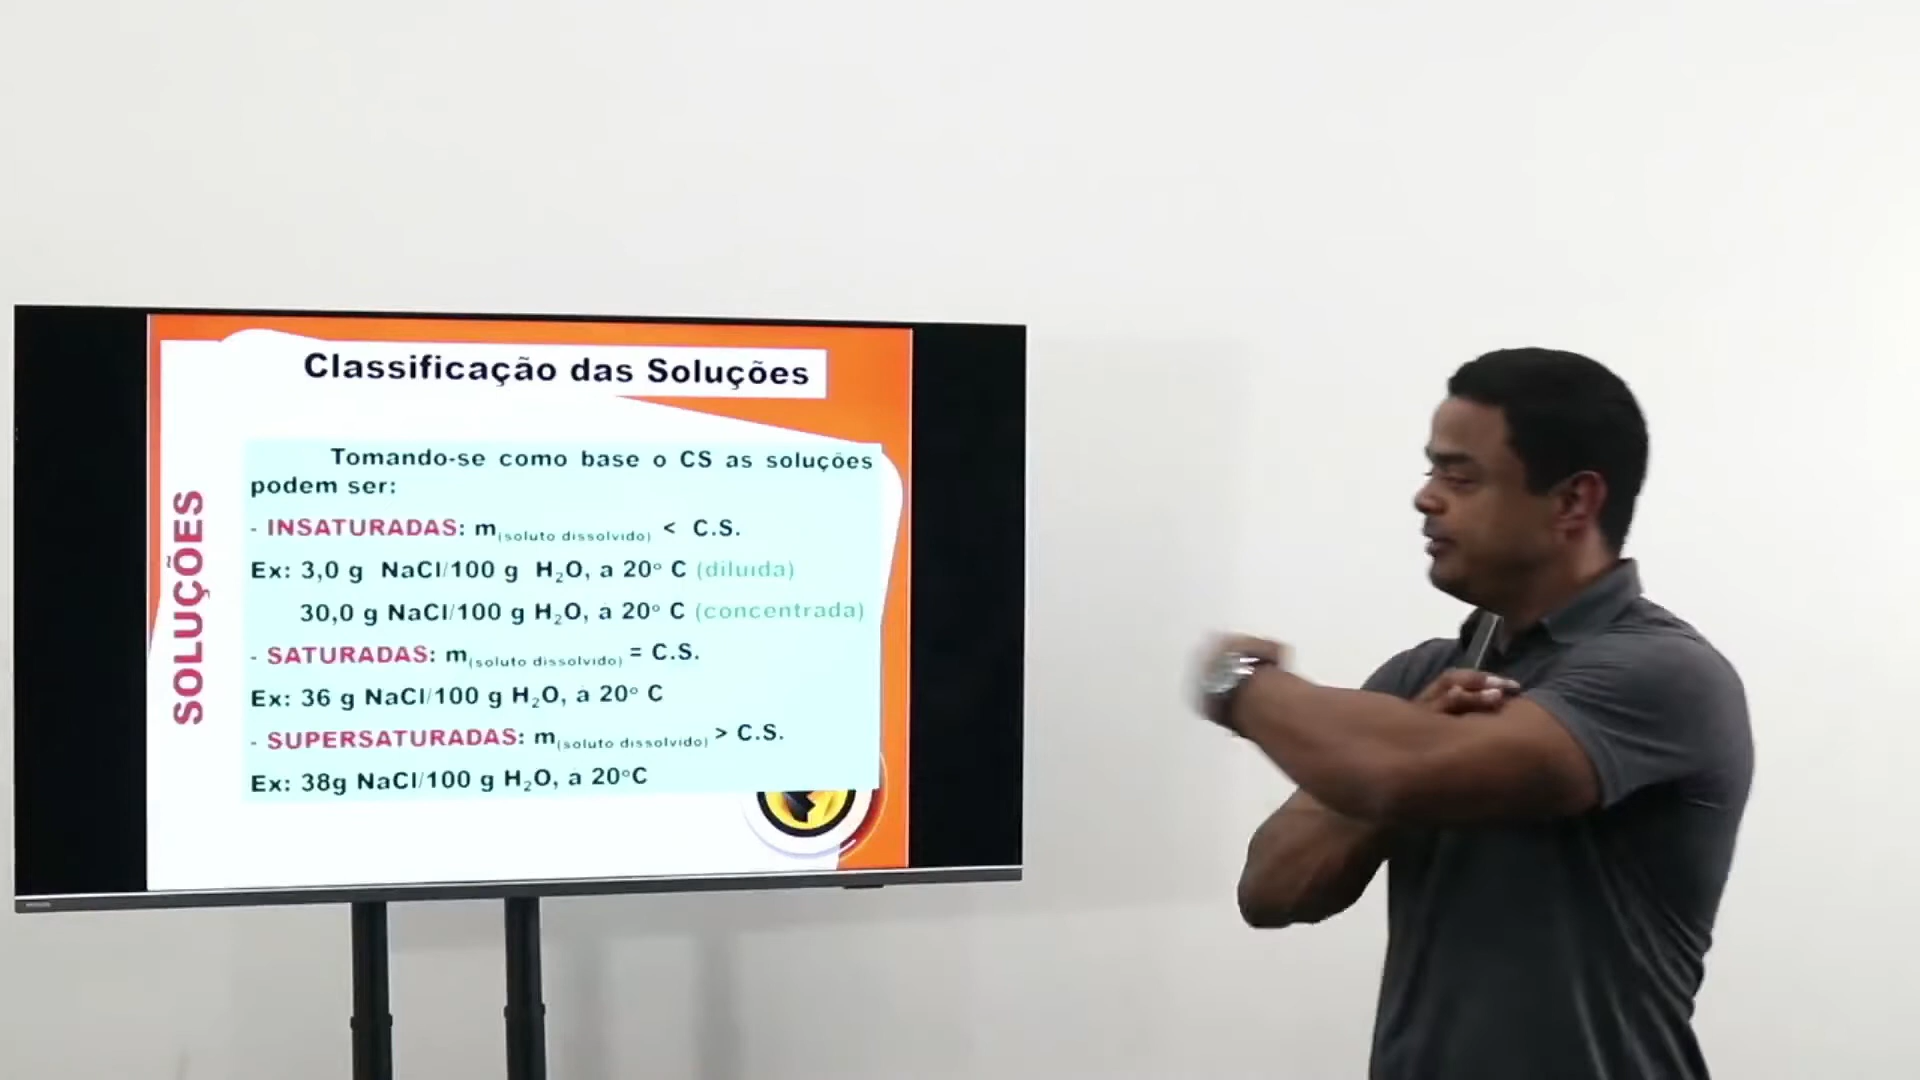 Classificação das Soluções
SOLUÇÕES
Tomando-se como base o CS as soluções
podem ser:
- INSATURADAS: m(soluto dissolvido) < C.S.
Ex: 3,0 g NaCl/100 g H₂O, a 20° C (diluída)
30,0 g NaCl/100 g H₂O, a 20° C (concentrada)
- SATURADAS: m(soluto dissolvido) = C.S.
Ex: 36 g NaCl/100 g H₂O, a 20° C
- SUPERSATURADAS: m(soluto dissolvido) > C.S.
Ex: 38g NaCl/100 g H₂O, a 20°C